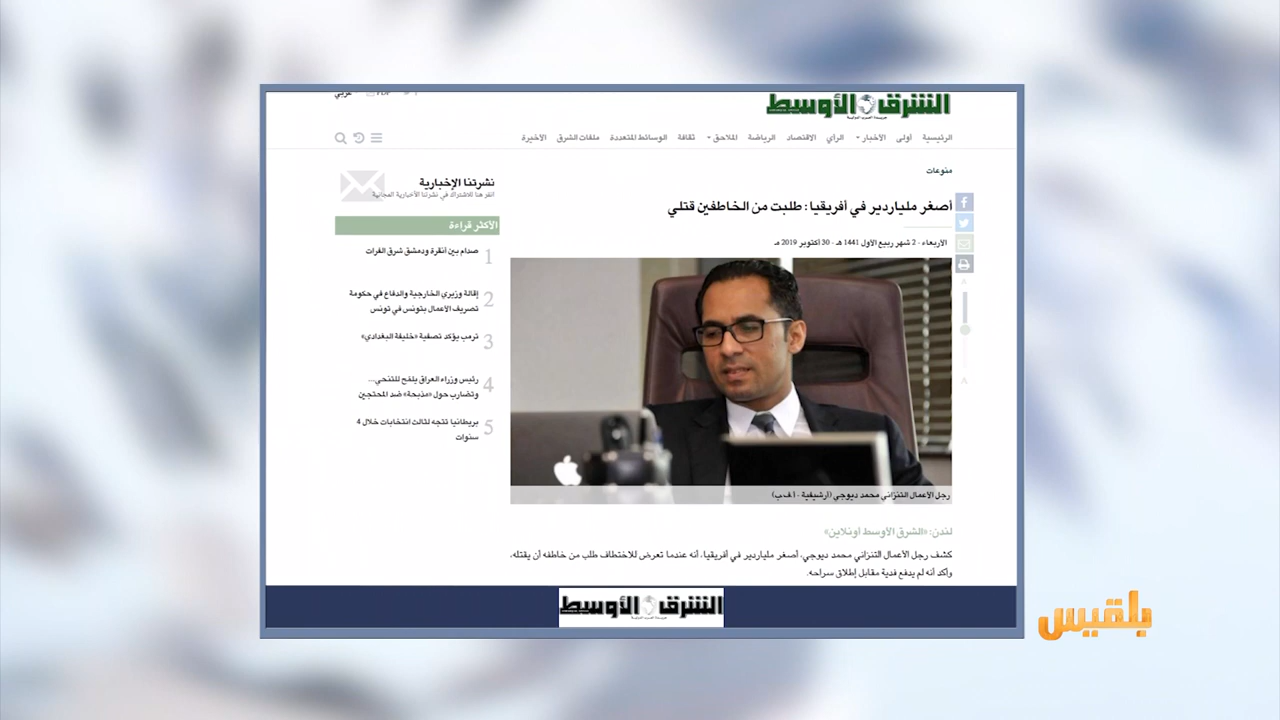 الشرق الأوسط
عربي PDF
الرئيسية أولى الأخبار الرأي الاقتصاد الرياضة الملاحق ثقافة الوسائط المتعددة ملفات الشرق الأخيرة
منوعات
أصغر ملياردير في أفريقيا : طلبت من الخاطفين قتلي
الأربعاء - 2 شهر ربيع الأول 1441 هـ - 30 أكتوبر 2019 مـ
رجل الأعمال التنزاني محمد ديوجي (أرشيفية - أ.ف.ب)
لندن: «الشرق الأوسط أونلاين»
كشف رجل الأعمال التنزاني محمد ديوجي، أصغر ملياردير في أفريقيا، أنه عندما تعرض للاختطاف طلب من خاطفه أن يقتله،
وأكد أنه لم يدفع فدية مقابل إطلاق سراحه.
نشرتنا الإخبارية
انقر هنا للاشتراك في نشرتنا الأخبارية المجانية
الأكثر قراءة
1 صدام بين أنقرة ودمشق شرق الفرات
2 إقالة وزيري الخارجية والدفاع في حكومة
تصريف الأعمال بتونس في تونس
3 ترمب يؤكد تصفية «خليفة البغدادي»
4 رئيس وزراء العراق يلمح للتنحي...
وتضارب حول «مذبحة» ضد المحتجين
5 بريطانيا تتجه لثالث انتخابات خلال 4
سنوات
الشرق الأوسط
بلقيس